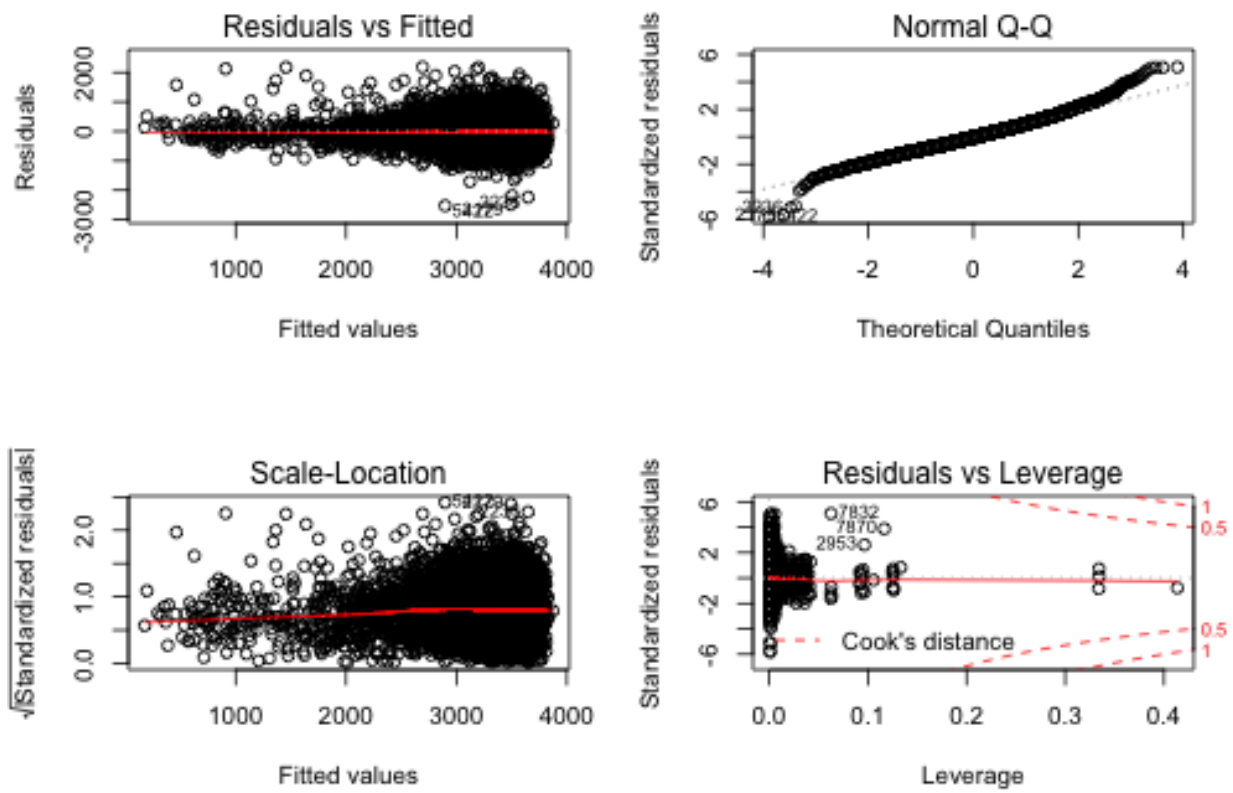 Residuals vs Fitted
Residuals
2000
0
-3000
1000 2000 3000 4000
Fitted values
Normal Q-Q
Standardized residuals
6
2
-2
-6
-4 -2 0 2 4
Theoretical Quantiles
Scale-Location
√|Standardized residuals|
2.0
1.0
0.0
1000 2000 3000 4000
Fitted values
Residuals vs Leverage
Standardized residuals
6
2
-2
-6
7832
7870
2953
1
0.5
0.5
1
Cook's distance
0.0 0.1 0.2 0.3 0.4
Leverage